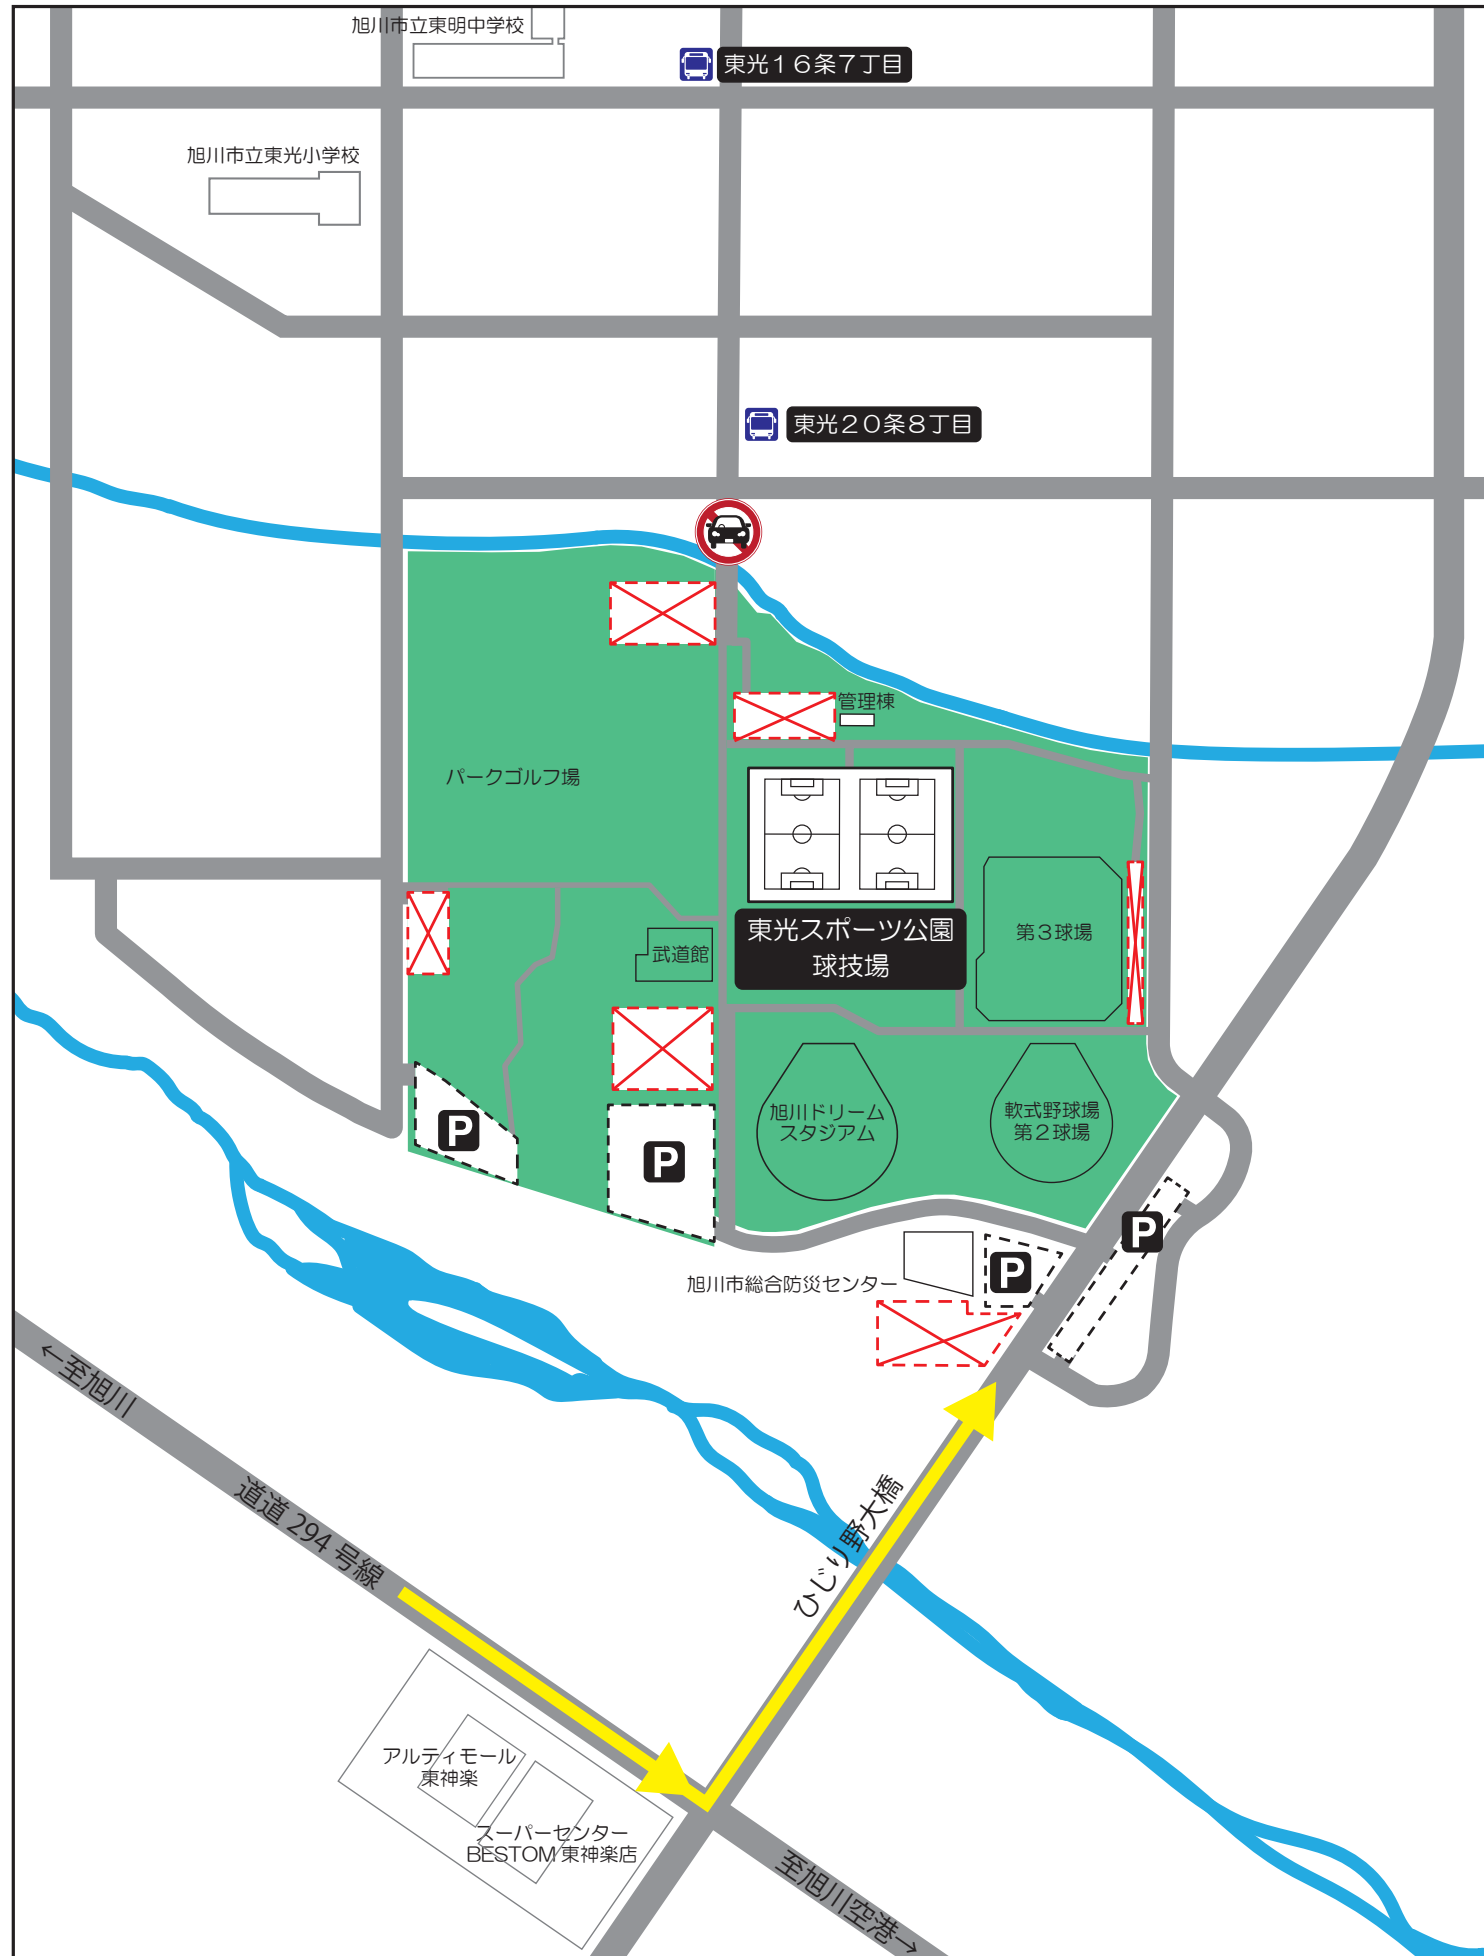 旭川市立東明中学校
東光16条7丁目
旭川市立東光小学校
東光20条8丁目
管理棟
パークゴルフ場
東光スポーツ公園
球技場
第3球場
武道館
旭川ドリーム
スタジアム
軟式野球場
第2球場
P
P
P
P
旭川市総合防災センター
←至旭川
道道294号線
ひじり野大橋
アルティモール
東神楽
スーパーセンター
BESTOM 東神楽店
至旭川空港→